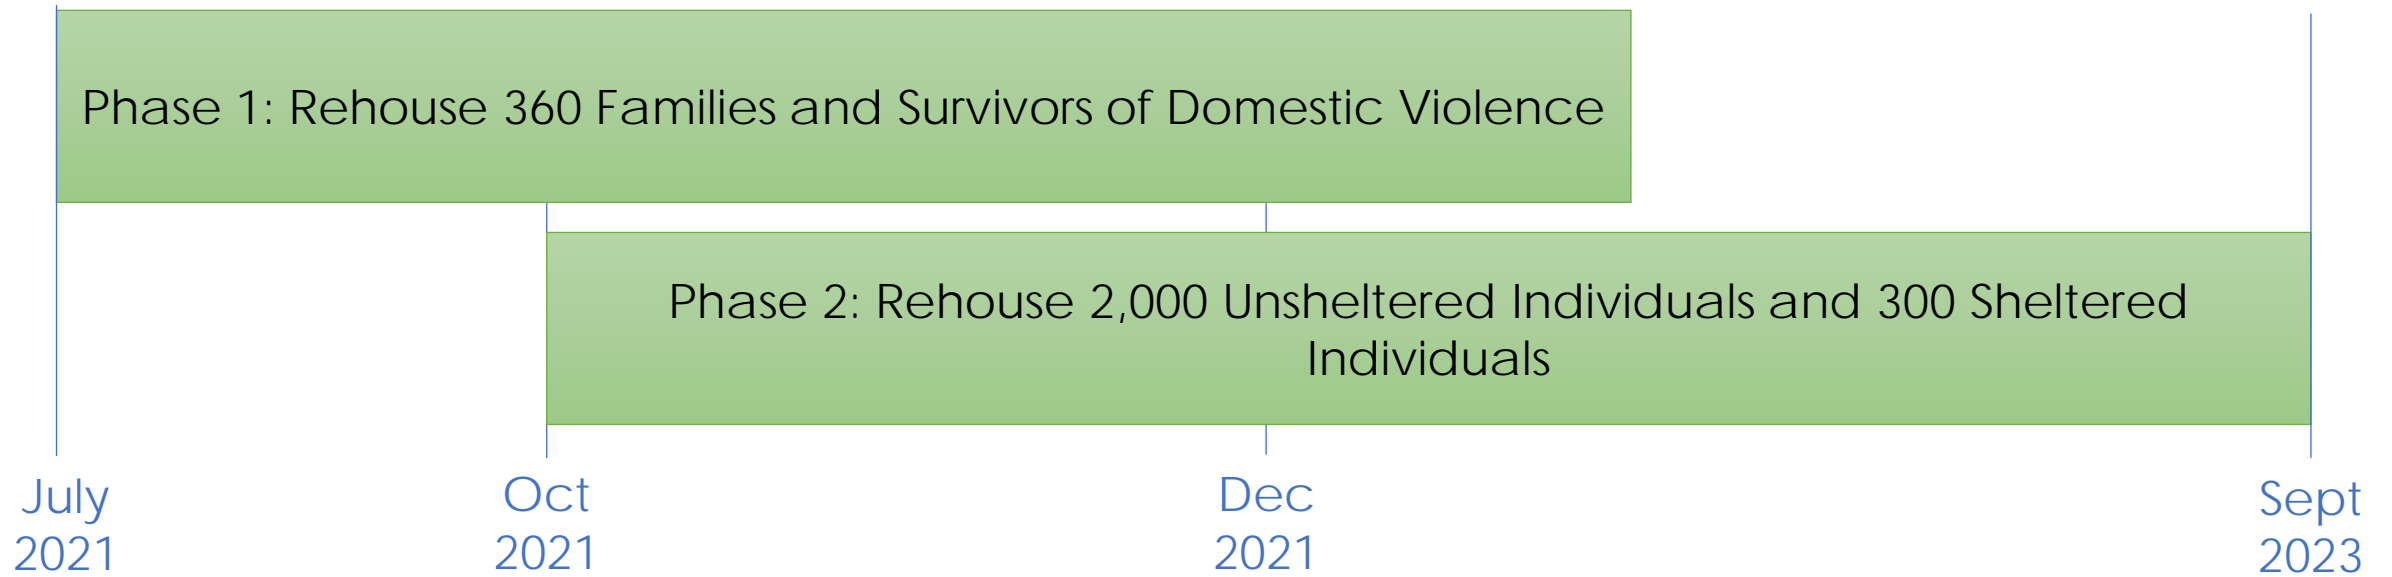 Phase 1: Rehouse 360 Families and Survivors of Domestic Violence
Phase 2: Rehouse 2,000 Unsheltered Individuals and 300 Sheltered
Individuals
July
2021
Oct
2021
Dec
2021
Sept
2023